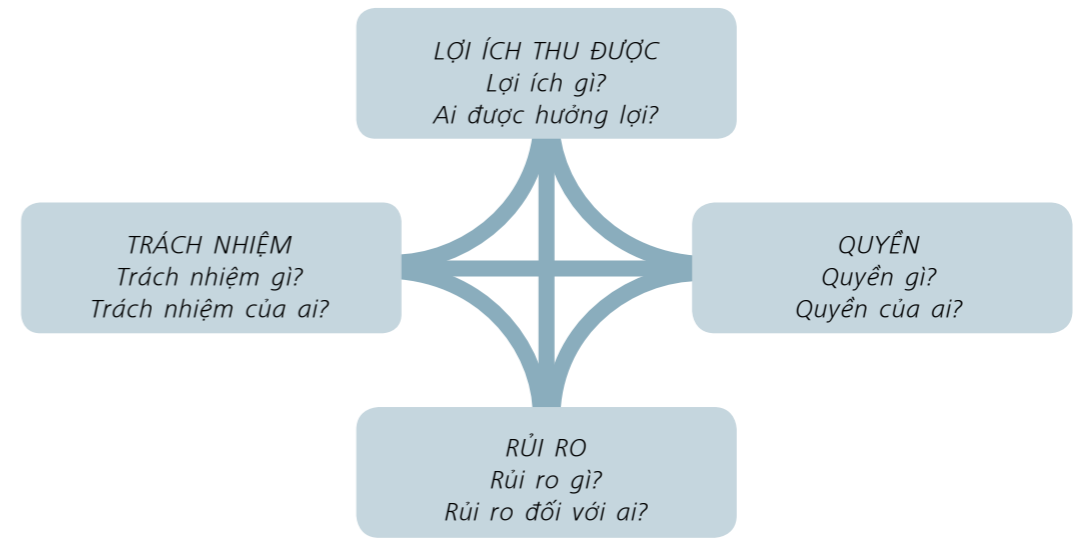 LỢI ÍCH THU ĐƯỢC
Lợi ích gì?
Ai được hưởng lợi?
TRÁCH NHIỆM
Trách nhiệm gì?
Trách nhiệm của ai?
QUYỀN
Quyền gì?
Quyền của ai?
RỦI RO
Rủi ro gì?
Rủi ro đối với ai?